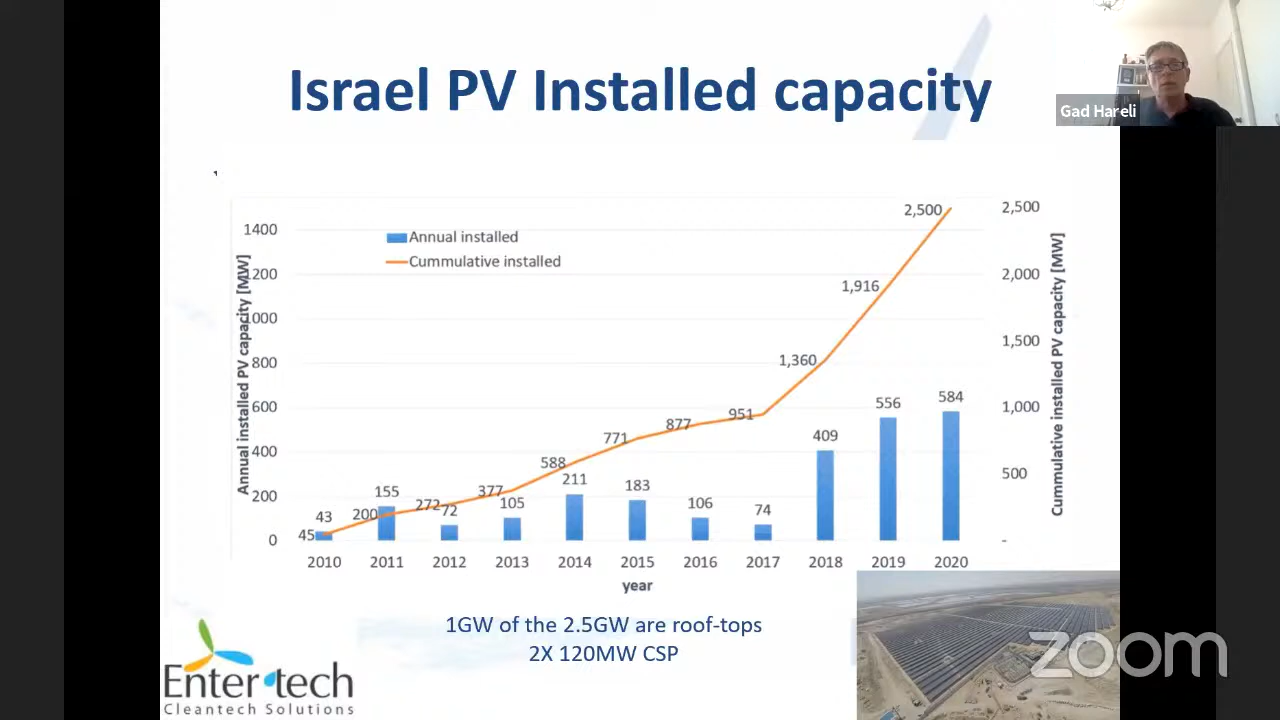 Israel PV Installed capacity
Gad Hareli
Annual installed
Cummulative installed
Annual installed PV capacity [MW]
1400
1200
1000
800
600
400
200
0
43
155
72
105
211
183
106
74
409
556
584
45
200
272
377
588
771
877
951
1,360
1,916
2,500
2,500
2,000
1,500
1,000
500
-
Cummulative installed PV capacity [MW]
2010 2011 2012 2013 2014 2015 2016 2017 2018 2019 2020
year
1GW of the 2.5GW are roof-tops
2X 120MW CSP
Enter tech
Cleantech Solutions
zoom